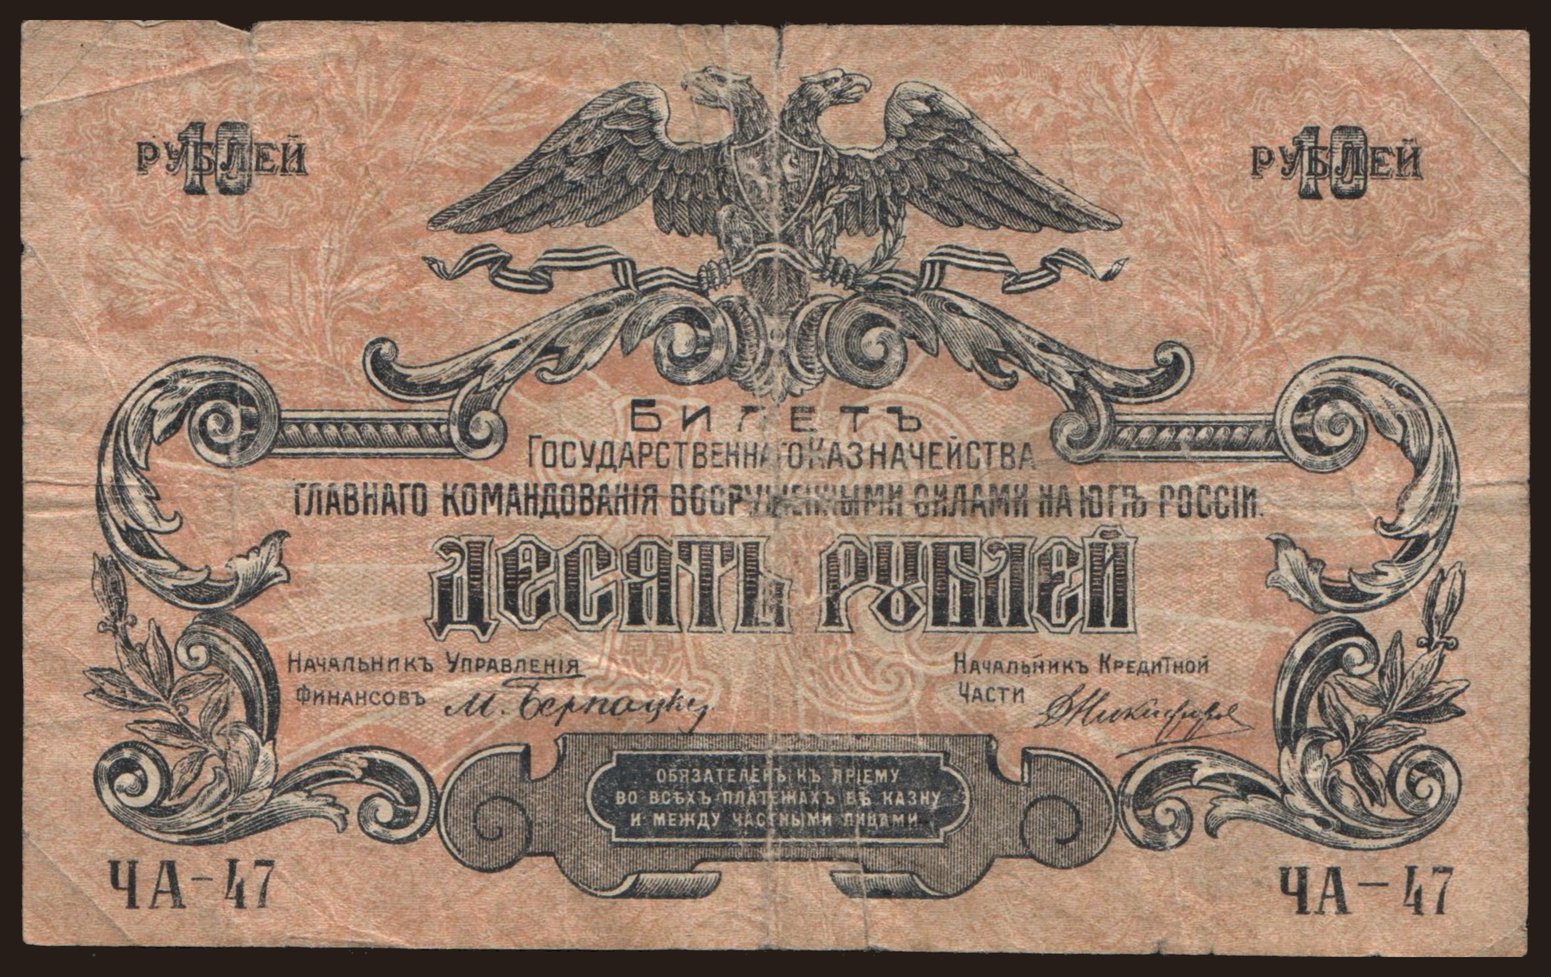 10 РУБЛЕЙ
10 РУБЛЕЙ
БИЛЕТЪ
ГОСУДАРСТВЕННАГО КАЗНАЧЕЙСТВА
ГЛАВНАГО КОМАНДОВАНІЯ ВООРУЖЕННЫМИ СИЛАМИ НА ЮГѢ РОССІИ.
ДЕСЯТЬ РУБЛЕЙ
НАЧАЛЬНИКЪ УПРАВЛЕНІЯ
ФИНАНСОВЪ
НАЧАЛЬНИКЪ КРЕДИТНОЙ
ЧАСТИ
ОБЯЗАТЕЛЕНЪ КЪ ПРІЕМУ
ВО ВСѢХЪ ПЛАТЕЖАХЪ ВЪ КАЗНУ
И МЕЖДУ ЧАСТНЫМИ ЛИЦАМИ
ЧА-47
ЧА-47